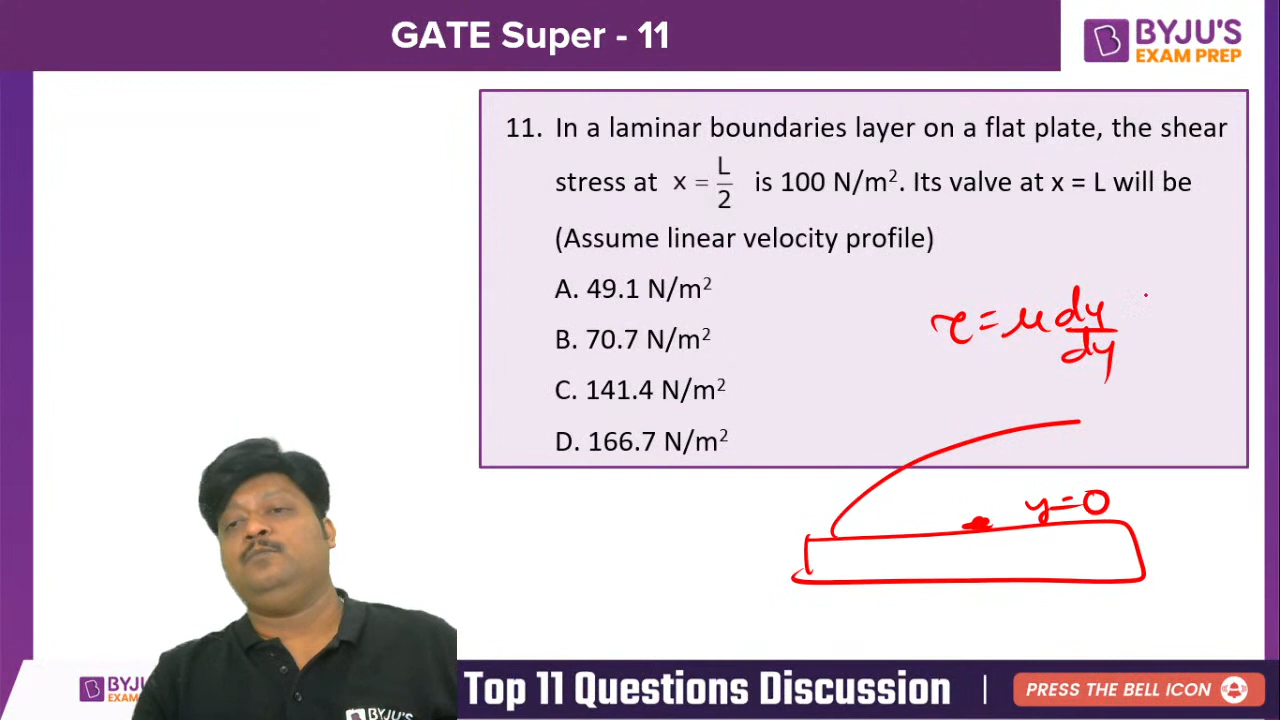 GATE Super - 11
BYJU'S
EXAM PREP
11. In a laminar boundaries layer on a flat plate, the shear
stress at x = L/2 is 100 N/m². Its valve at x = L will be
(Assume linear velocity profile)
A. 49.1 N/m²
B. 70.7 N/m²
C. 141.4 N/m²
D. 166.7 N/m²
τ = μ dy/dy
y=0
BYJU'S
Top 11 Questions Discussion
PRESS THE BELL ICON
BYJU'S